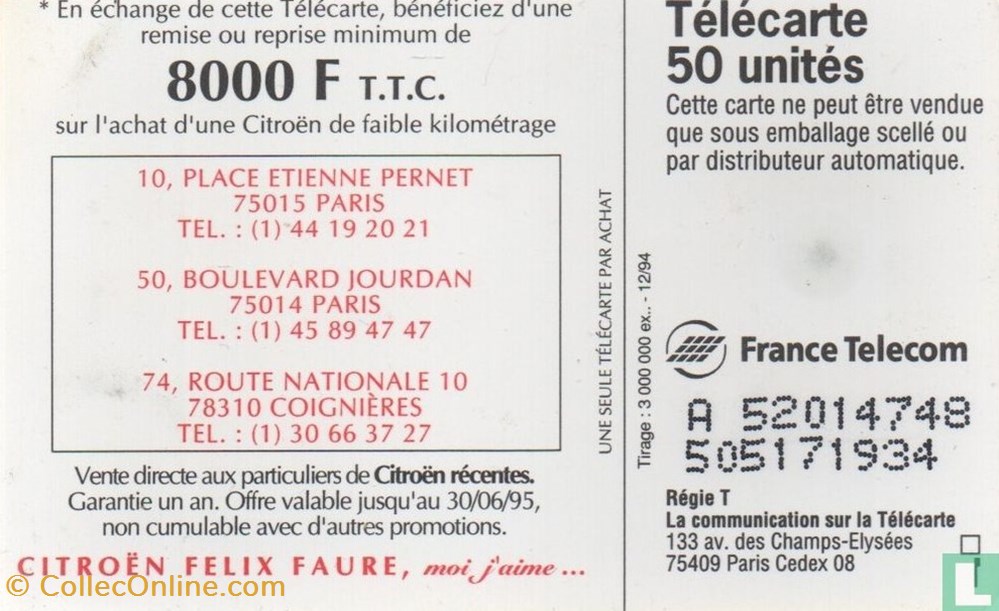 * En échange de cette Télécarte, bénéficiez d'une
remise ou reprise minimum de
8000 F T.T.C.
sur l'achat d'une Citroën de faible kilométrage
10, PLACE ETIENNE PERNET
75015 PARIS
TEL. : (1) 44 19 20 21
50, BOULEVARD JOURDAN
75014 PARIS
TEL. : (1) 45 89 47 47
74, ROUTE NATIONALE 10
78310 COIGNIÈRES
TEL. : (1) 30 66 37 27
Vente directe aux particuliers de Citroën récentes.
Garantie un an. Offre valable jusqu'au 30/06/95,
non cumulable avec d'autres promotions.
CITROËN FELIX FAURE, moi j'aime ...
UNE SEULE TÉLÉCARTE PAR ACHAT
Tirage : 3 000 000 ex.. - 12/94
Télécarte
50 unités
Cette carte ne peut être vendue
que sous emballage scellé ou
par distributeur automatique.
France Telecom
A 52014748
505171934
Régie T
La communication sur la Télécarte
133 av. des Champs-Elysées
75409 Paris Cedex 08
© CollecOnline.com
L